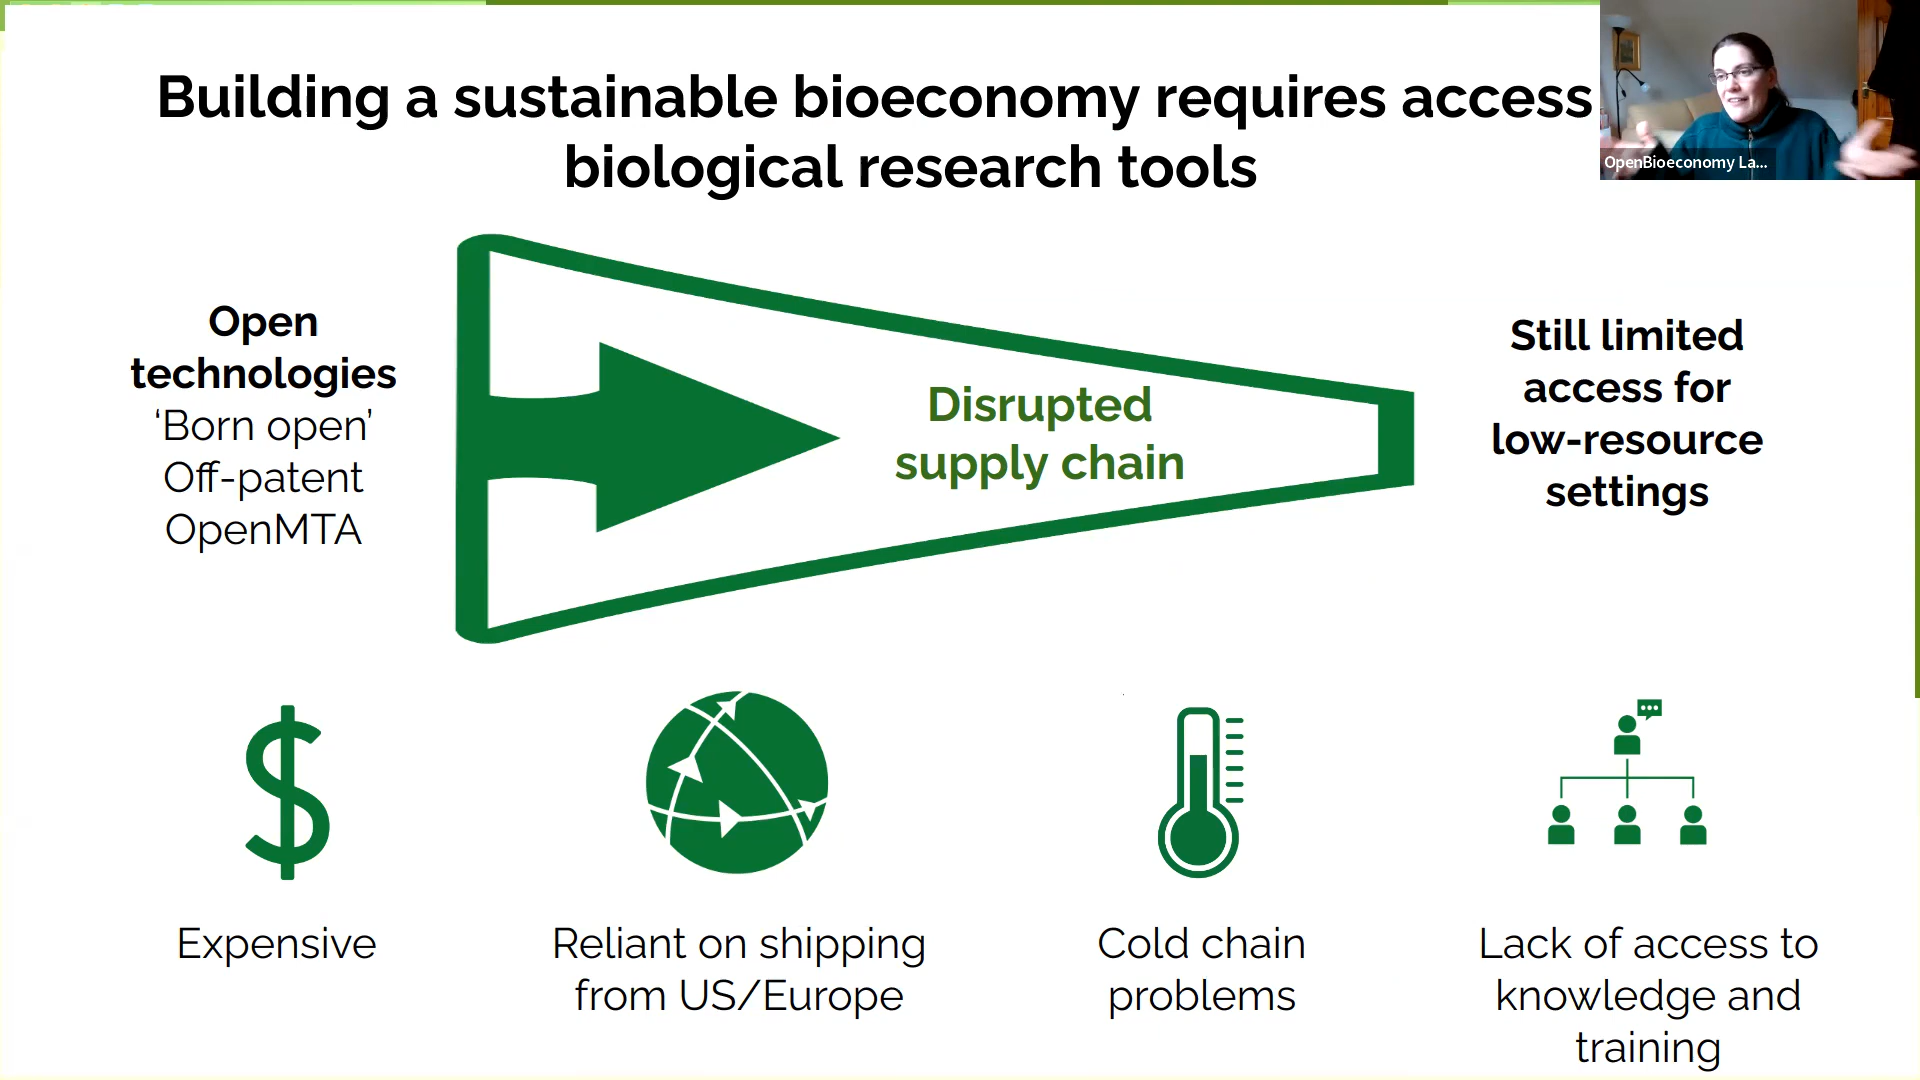 Building a sustainable bioeconomy requires access
biological research tools
OpenBioeconomy La...
Open
technologies
‘Born open’
Off-patent
OpenMTA
Disrupted
supply chain
Still limited
access for
low-resource
settings
Expensive
Reliant on shipping
from US/Europe
Cold chain
problems
Lack of access to
knowledge and
training